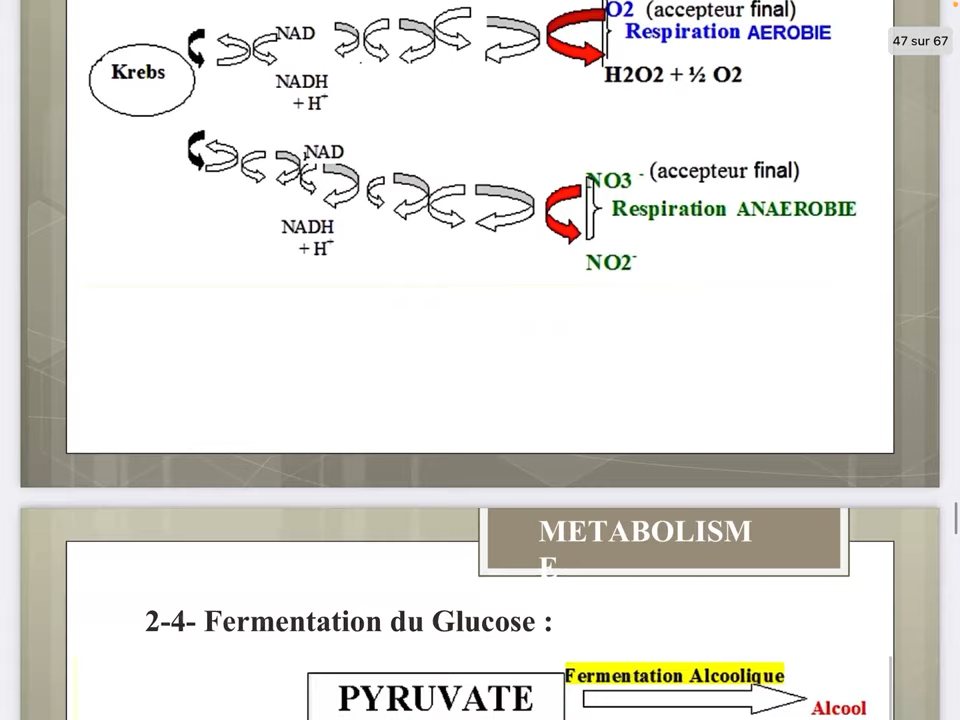 O2 (accepteur final)
Respiration AEROBIE
47 sur 67
NAD
Krebs
NADH
+ H+
H2O2 + ½ O2
NAD
NO3 - (accepteur final)
Respiration ANAEROBIE
NADH
+ H+
NO2-
METABOLISM
E
2-4- Fermentation du Glucose :
Fermentation Alcoolique
PYRUVATE
Alcool